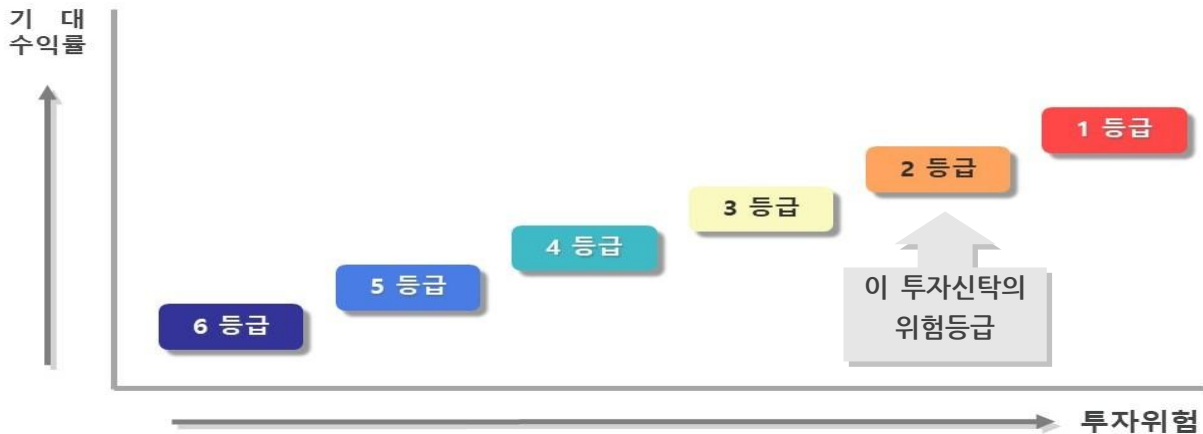 기 대
수익률
1 등급
2 등급
3 등급
4 등급
5 등급
6 등급
이 투자신탁의
위험등급
투자위험